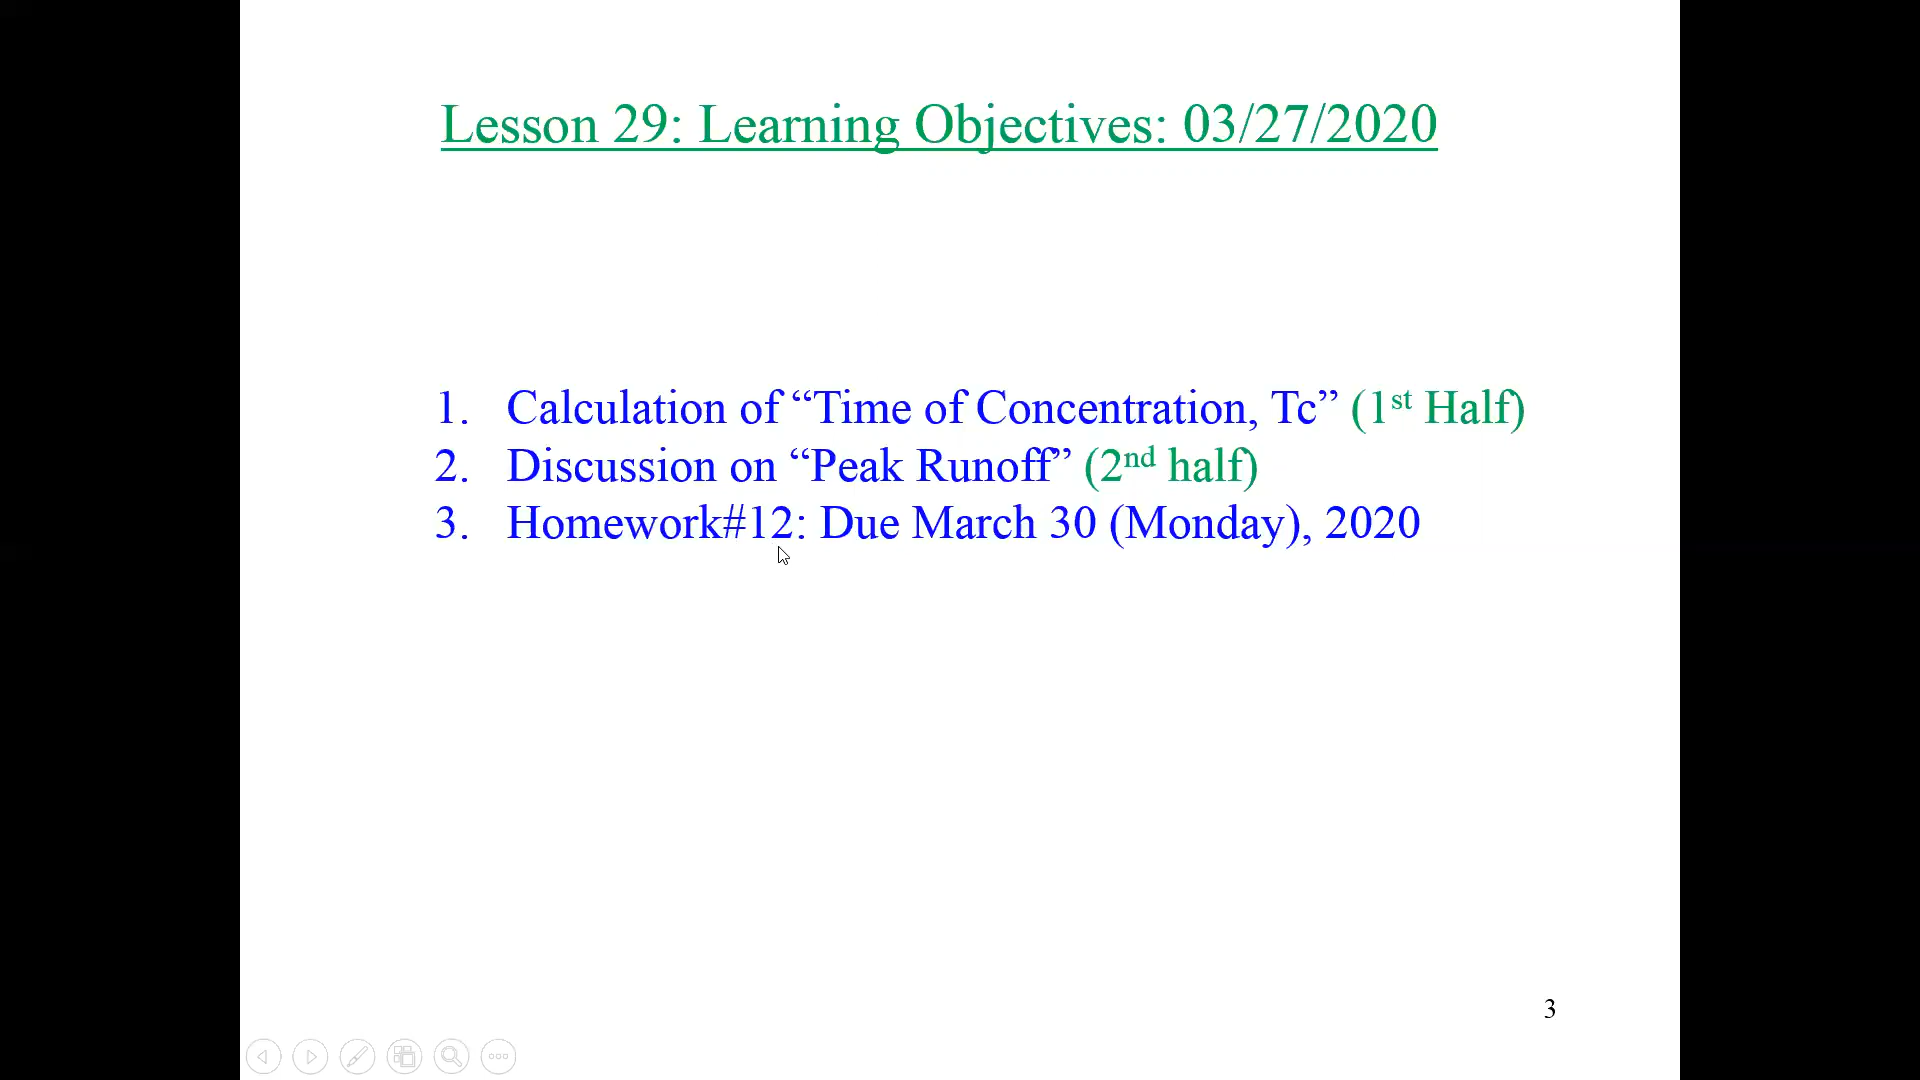 Lesson 29: Learning Objectives: 03/27/2020
1. Calculation of “Time of Concentration, Tc” (1st Half)
2. Discussion on “Peak Runoff” (2nd half)
3. Homework#12: Due March 30 (Monday), 2020
3